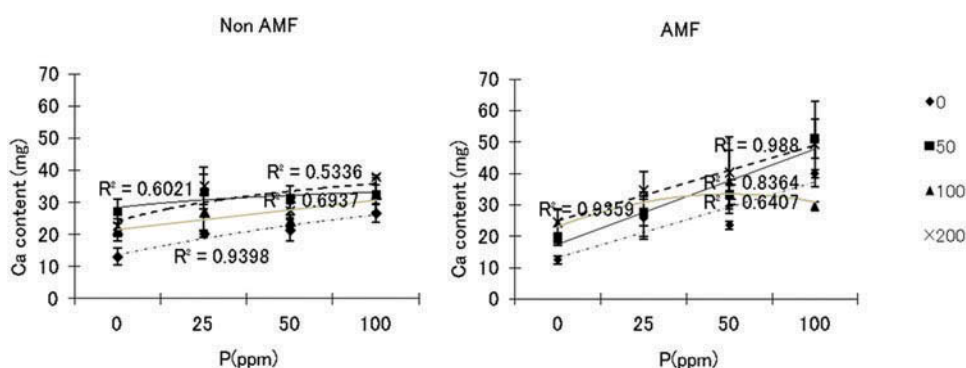 Non AMF
Ca content (mg)
70
60
50
40
30
20
10
0
R² = 0.6021
R² = 0.5336
R² = 0.6937
R² = 0.9398
0 25 50 100
P(ppm)
AMF
Ca content (mg)
70
60
50
40
30
20
10
0
R² = 0.988
R² = 0.9359
R² = 0.8364
R² = 0.6407
0 25 50 100
P(ppm)
0
50
100
200